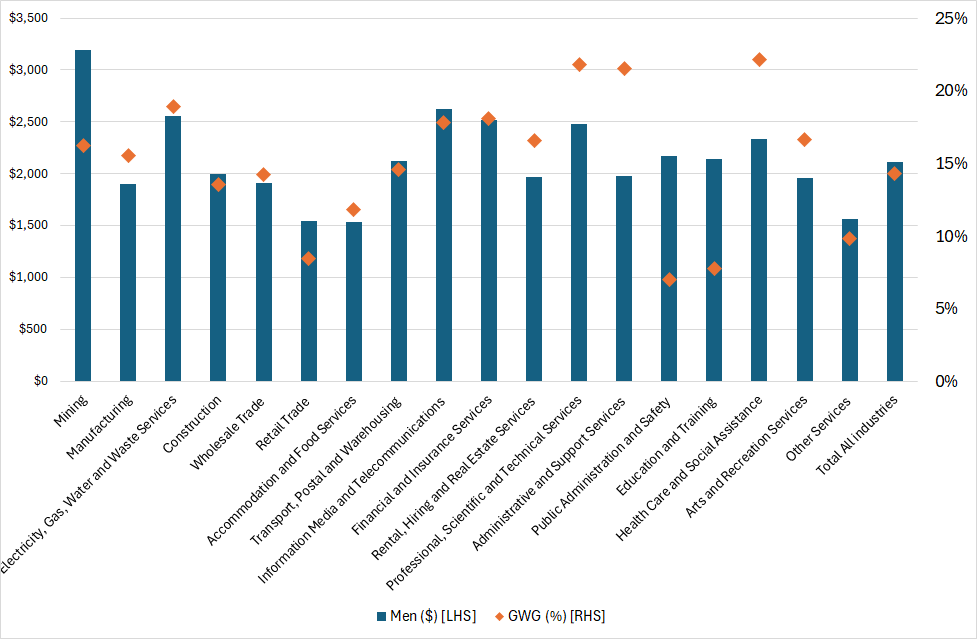 $3,500
$3,000
$2,500
$2,000
$1,500
$1,000
$500
$0
25%
20%
15%
10%
5%
0%
Mining
Manufacturing
Electricity, Gas, Water and Waste Services
Construction
Wholesale Trade
Retail Trade
Accommodation and Food Services
Transport, Postal and Warehousing
Information Media and Telecommunications
Financial and Insurance Services
Rental, Hiring and Real Estate Services
Professional, Scientific and Technical Services
Administrative and Support Services
Public Administration and Safety
Education and Training
Health Care and Social Assistance
Arts and Recreation Services
Other Services
Total All industries
Men ($) [LHS]
GWG (%) [RHS]